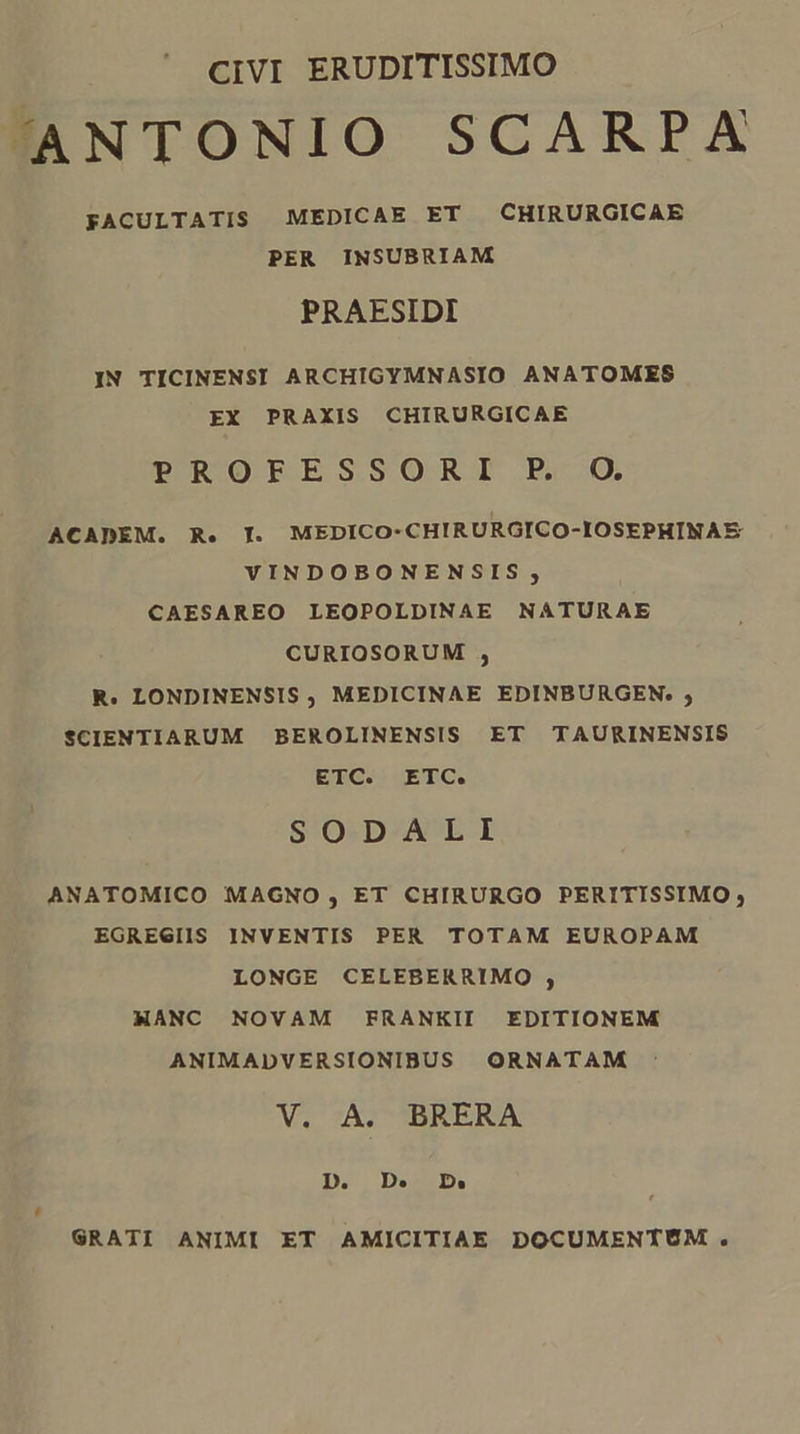 CIVI ERUDITISSIMO
ANTONIO SCARPA
FACULTATIS MEDICAE ET CHIRURGICAE
PER INSUBRIAM
PRAESIDI
IN TICINENSI ARCHIGYMNASIO ANATOMES
EX PRAXIS CHIRURGICAE
PROFESSORI P. O.
ACADEM. R. I. MEDICO-CHIRURGICO-IOSEPHINAE
VINDOBONENSIS,
CAESAREO LEOPOLDINAE NATURAE
CURIOSORUM ,
R. LONDINENSIS , MEDICINAE EDINBURGEN. ,
SCIENTIARUM BEROLINENSIS ET TAURINENSIS
ETC. ETC.
SODALI
ANATOMICO MAGNO , ET CHIRURGO PERITISSIMO,
EGREGIIS INVENTIS PER TOTAM EUROPAM
LONGE CELEBERRIMO ,
HANC NOVAM FRANKII EDITIONEM
ANIMADVERSIONIBUS ORNATAM
V. A. BRERA
D. D. D.
GRATI ANIMI ET AMICITIAE DOCUMENTUM .